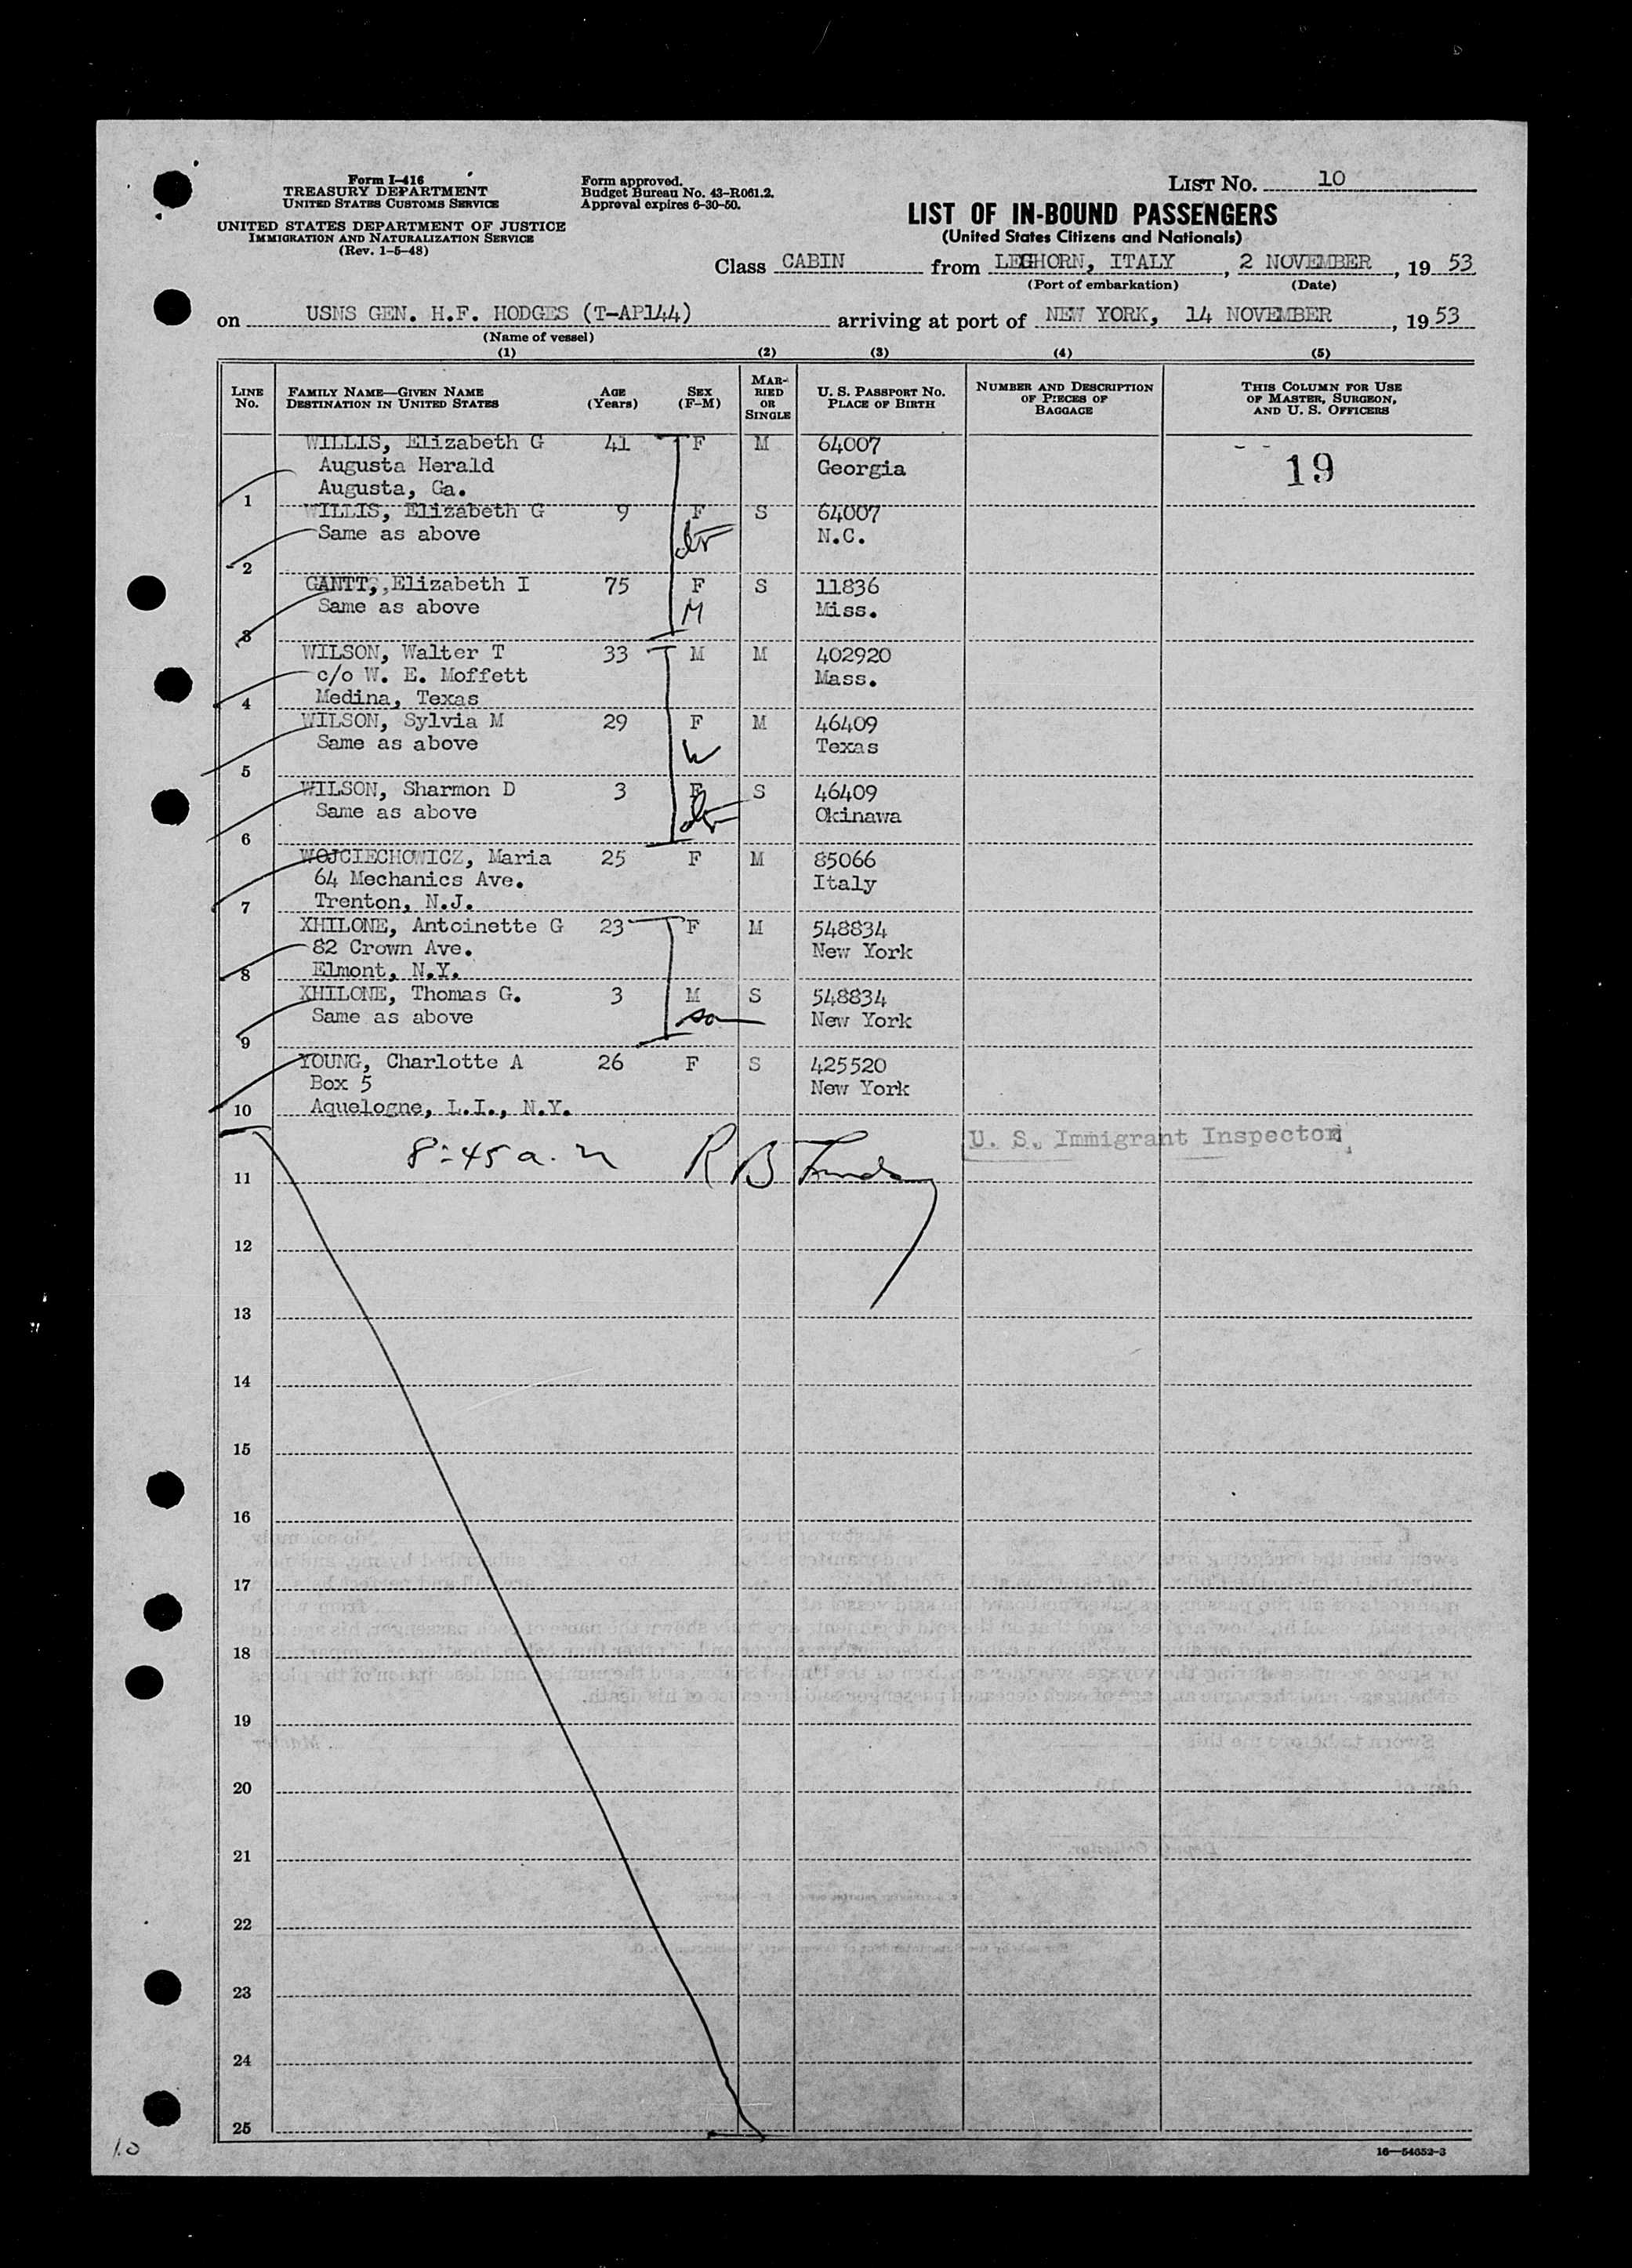 Form I-416
TREASURY DEPARTMENT
UNITED STATES CUSTOMS SERVICE
UNITED STATES DEPARTMENT OF JUSTICE
IMMIGRATION AND NATURALIZATION SERVICE
(Rev. 1-5-48)
Form approved.
Budget Bureau No. 43-R061.2.
Approval expires 6-30-50.
LIST NO. 10
LIST OF IN-BOUND PASSENGERS
(United States Citizens and Nationals)
Class CABIN from LEGHORN, ITALY, 2 NOVEMBER, 19 53
(Port of embarkation) (Date)
on USNS GEN. H.F. HODGES (T-AP144) arriving at port of NEW YORK, 14 NOVEMBER, 19 53
(Name of vessel)
(1) (2) (3) (4) (5)
LINE NO. FAMILY NAME—GIVEN NAME DESTINATION IN UNITED STATES AGE (Years) SEX (F-M) MARRIED OR SINGLE U. S. PASSPORT NO. PLACE OF BIRTH NUMBER AND DESCRIPTION OF PIECES OF BAGGAGE THIS COLUMN FOR USE OF MASTER, SURGEON, AND U. S. OFFICERS
WILLIS, Elizabeth G 41 F M 64007
Augusta Herald Georgia 19
Augusta, Ga.
1
WILLIS, Elizabeth G 9 F S 64007
Same as above N.C.
2
GANTT, Elizabeth I 75 F S 11836
Same as above M Miss.
3
WILSON, Walter T 33 M M 402920
c/o W. E. Moffett Mass.
4 Medina, Texas
WILSON, Sylvia M 29 F M 46409
Same as above W Texas
5
WILSON, Sharmon D 3 F S 46409
Same as above Okinawa
6
WOJCIECHOWICZ, Maria 25 F M 85066
64 Mechanics Ave. Italy
7 Trenton, N.J.
XHILONE, Antoinette G 23 F M 548834
82 Crown Ave. New York
8 Elmont, N.Y.
XHILONE, Thomas G. 3 M S 548834
Same as above son New York
9
YOUNG, Charlotte A 26 F S 425520
Box 5 New York
10 Aquelogne, L.I., N.Y.
8:45 a.m R B U. S. Immigrant Inspector
11
12
13
14
15
16
17
18
19
20
21
22
23
24
25
10
16—54652-3